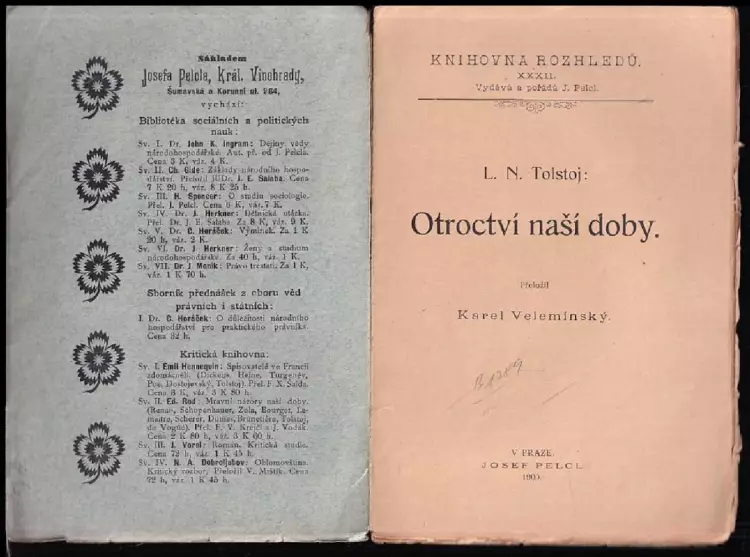 Nákladem
Josefa Pelcla, Král. Vinohrady,
Šumavská a Korunní ul. 984,
vychází:
Bibliotéka sociálních a politických
nauk:
Sv. I. Dr. John K. Ingram: Dějiny vědy
národohospodářské. Aut. př. od J. Pelcla.
Cena 3 K, váz. 4 K.
Sv. II. Ch. Gide: Základy národního hospo-
dářství. Přeložil JUDr. J. E. Salaba. Cena
7 K 20 h, váz. 8 K 25 h.
Sv. III. H. Spencer: O studiu sociologie.
Přel. J. Pelcl. Cena 6 K, váz. 7 K.
Sv. IV. Dr. J. Herkner: Dělnická otázka.
Přel. Dr. J. E. Salaba Za 8 K, váz. 9 K.
Sv. V. Dr. C. Horáček: Výminek. Za 1 K
20 h, váz. 2 K.
Sv. VI. Dr. J Herkner: Ženy a studium
národohospodářské. Za 40 h, váz. 1 K.
Sv. VII. Dr. J Merik: Právo trestati. Za 1 K,
váz. 1 K 70 h.
Sborník přednášek z oboru věd
právních i státních:
I. Dr. C. Horáček: O důležitosti národního
hospodářství pro praktického právníka.
Cena 32 h.
Kritická knihovna:
Sv. I. Emil Hennequin: Spisovatelé ve Francii
zdomácnělí. (Dickens, Heine, Turgeněv,
Poe, Dostojevský, Tolstoj). Přel. F. X. Šalda.
Cena 3 K, váz. 3 K 80 h.
Sv. II. Ed. Rod: Mravní názory naší doby.
(Renan, Schopenhauer, Zola, Bourget, Le-
maitre, Scherer, Dumas, Brunetière, Tolstoj,
de Vogüé). Přel. F. V. Krejčí a J. Vodák.
Cena 2 K 80 h, váz. 3 K 60 h.
Sv. III. J. Vorel: Román. Kritická studie.
Cena 72 h, váz. 1 K 45 h.
Sv. IV. N. A. Dobroljubov: Oblomovština.
Kritický rozbor. Přeložil V. Mrštík. Cena
72 h, váz. 1 K 45 h.
KNIHOVNA ROZHLEDŮ.
XXXII.
Vydává a pořádá J. Pelcl.
L. N. Tolstoj:
Otroctví naší doby.
Přeložil
Karel Velemínský.
V PRAZE.
JOSEF PELCL